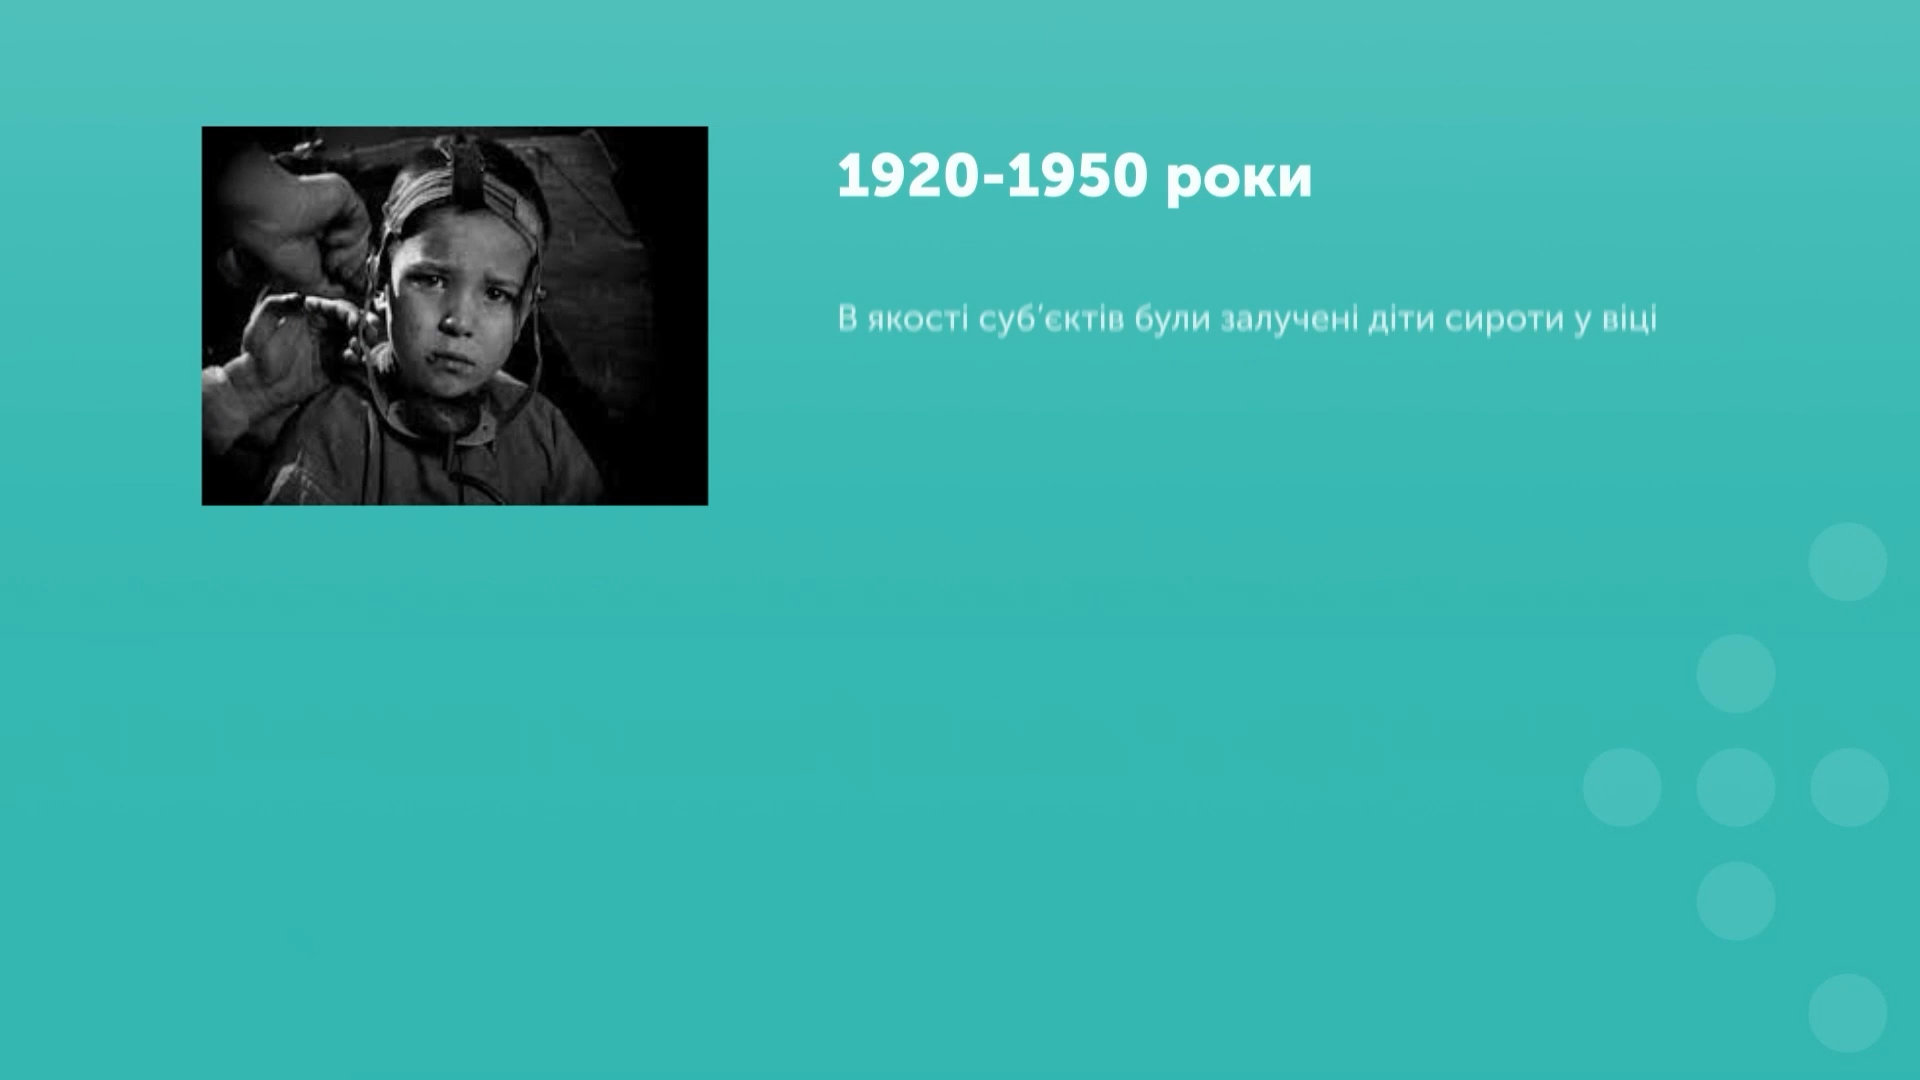 1920-1950 роки
В якості суб’єктів були залучені діти сироти у віці